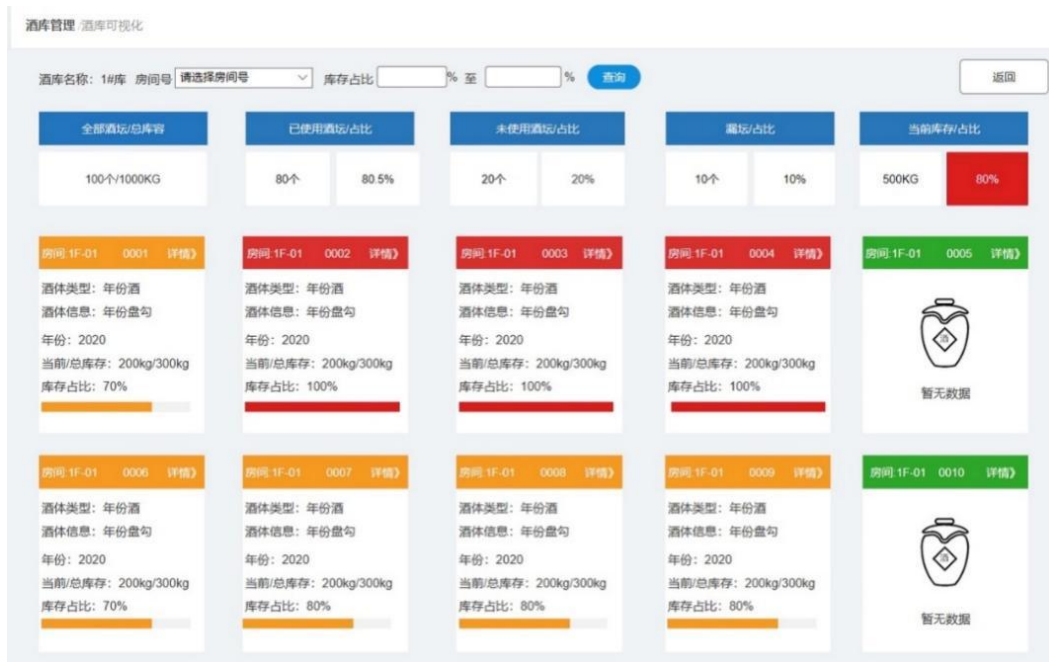 酒库管理 /酒库可视化
酒库名称：1#库 房间号 请选择房间号 库存占比 % 至 % 查询 返回
全部酒坛/总库容 已使用酒坛/占比 未使用酒坛/占比 漏坛/占比 当前库存/占比
100个/1000KG 80个 80.5% 20个 20% 10个 10% 500KG 80%
房间:1F-01 0001 详情》 房间:1F-01 0002 详情》 房间:1F-01 0003 详情》 房间:1F-01 0004 详情》 房间:1F-01 0005 详情》
酒体类型：年份酒 酒体类型：年份酒 酒体类型：年份酒 酒体类型：年份酒
酒体信息：年份盘勾 酒体信息：年份盘勾 酒体信息：年份盘勾 酒体信息：年份盘勾
年份：2020 年份：2020 年份：2020 年份：2020 酒
当前/总库存：200kg/300kg 当前/总库存：200kg/300kg 当前/总库存：200kg/300kg 当前/总库存：200kg/300kg
库存占比：70% 库存占比：100% 库存占比：100% 库存占比：100% 暂无数据
房间:1F-01 0006 详情》 房间:1F-01 0007 详情》 房间:1F-01 0008 详情》 房间:1F-01 0009 详情》 房间:1F-01 0010 详情》
酒体类型：年份酒 酒体类型：年份酒 酒体类型：年份酒 酒体类型：年份酒
酒体信息：年份盘勾 酒体信息：年份盘勾 酒体信息：年份盘勾 酒体信息：年份盘勾
年份：2020 年份：2020 年份：2020 年份：2020 酒
当前/总库存：200kg/300kg 当前/总库存：200kg/300kg 当前/总库存：200kg/300kg 当前/总库存：200kg/300kg
库存占比：70% 库存占比：80% 库存占比：80% 库存占比：80% 暂无数据